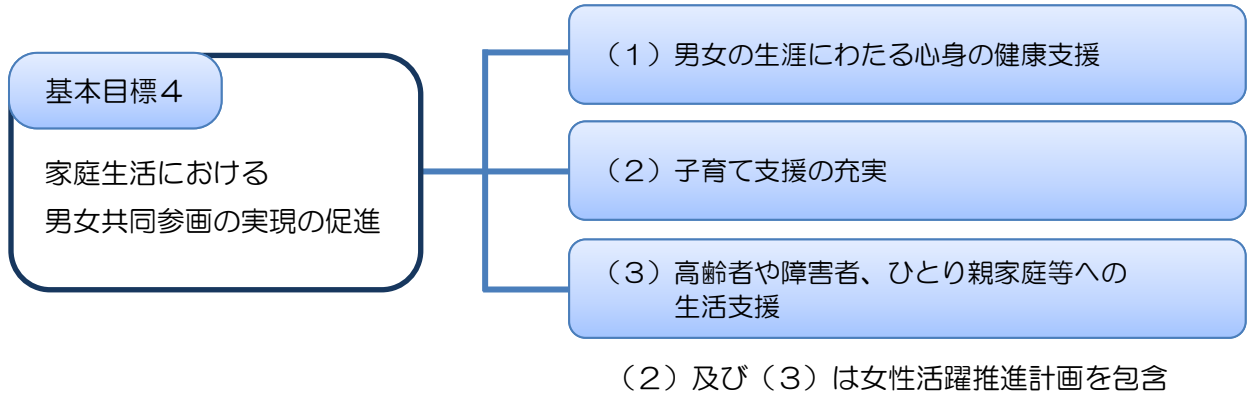 基本目標４
家庭生活における
男女共同参画の実現の促進
（１）男女の生涯にわたる心身の健康支援
（２）子育て支援の充実
（３）高齢者や障害者、ひとり親家庭等への
生活支援
（２）及び（３）は女性活躍推進計画を包含